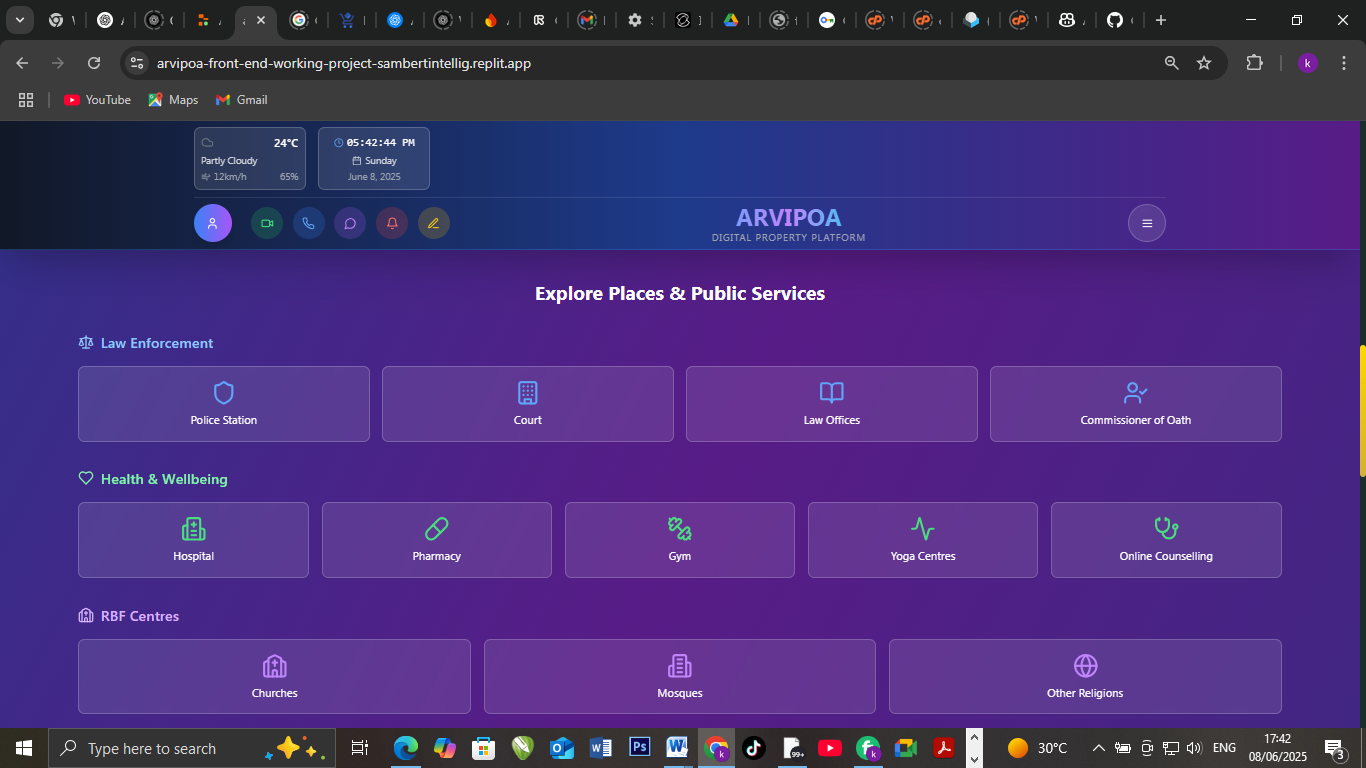 arvipoa-front-end-working-project-sambertintellig.replit.app
k
YouTube
Maps
Gmail
24°C
Partly Cloudy
12km/h 65%
05:42:44 PM
Sunday
June 8, 2025
ARVIPOA
DIGITAL PROPERTY PLATFORM
Explore Places & Public Services
Law Enforcement
Police Station
Court
Law Offices
Commissioner of Oath
Health & Wellbeing
Hospital
Pharmacy
Gym
Yoga Centres
Online Counselling
RBF Centres
Churches
Mosques
Other Religions
Type here to search
Ps
99+
30°C
ENG
17:42
08/06/2025
3